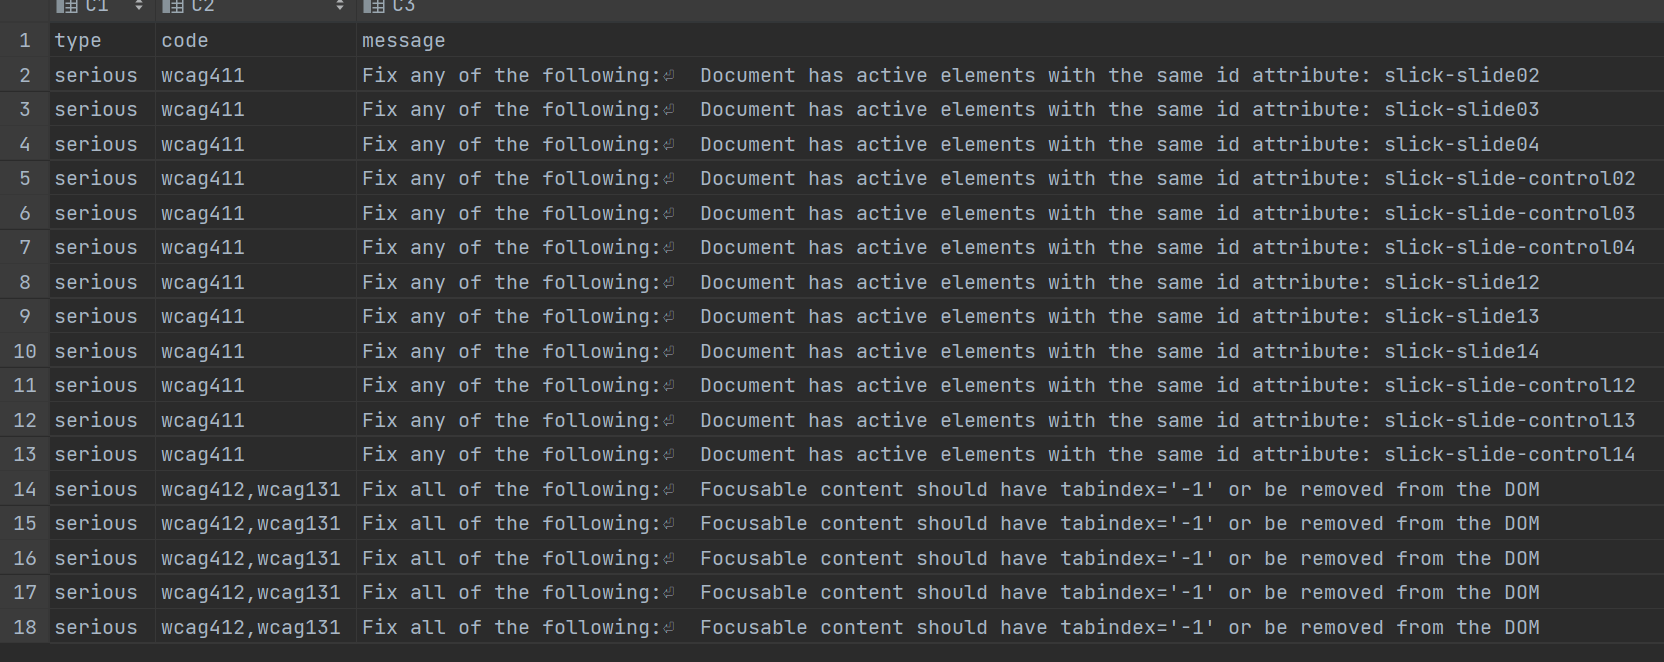 C1 C2 C3
1 type code message
2 serious wcag411 Fix any of the following:⏎ Document has active elements with the same id attribute: slick-slide02
3 serious wcag411 Fix any of the following:⏎ Document has active elements with the same id attribute: slick-slide03
4 serious wcag411 Fix any of the following:⏎ Document has active elements with the same id attribute: slick-slide04
5 serious wcag411 Fix any of the following:⏎ Document has active elements with the same id attribute: slick-slide-control02
6 serious wcag411 Fix any of the following:⏎ Document has active elements with the same id attribute: slick-slide-control03
7 serious wcag411 Fix any of the following:⏎ Document has active elements with the same id attribute: slick-slide-control04
8 serious wcag411 Fix any of the following:⏎ Document has active elements with the same id attribute: slick-slide12
9 serious wcag411 Fix any of the following:⏎ Document has active elements with the same id attribute: slick-slide13
10 serious wcag411 Fix any of the following:⏎ Document has active elements with the same id attribute: slick-slide14
11 serious wcag411 Fix any of the following:⏎ Document has active elements with the same id attribute: slick-slide-control12
12 serious wcag411 Fix any of the following:⏎ Document has active elements with the same id attribute: slick-slide-control13
13 serious wcag411 Fix any of the following:⏎ Document has active elements with the same id attribute: slick-slide-control14
14 serious wcag412,wcag131 Fix all of the following:⏎ Focusable content should have tabindex='-1' or be removed from the DOM
15 serious wcag412,wcag131 Fix all of the following:⏎ Focusable content should have tabindex='-1' or be removed from the DOM
16 serious wcag412,wcag131 Fix all of the following:⏎ Focusable content should have tabindex='-1' or be removed from the DOM
17 serious wcag412,wcag131 Fix all of the following:⏎ Focusable content should have tabindex='-1' or be removed from the DOM
18 serious wcag412,wcag131 Fix all of the following:⏎ Focusable content should have tabindex='-1' or be removed from the DOM